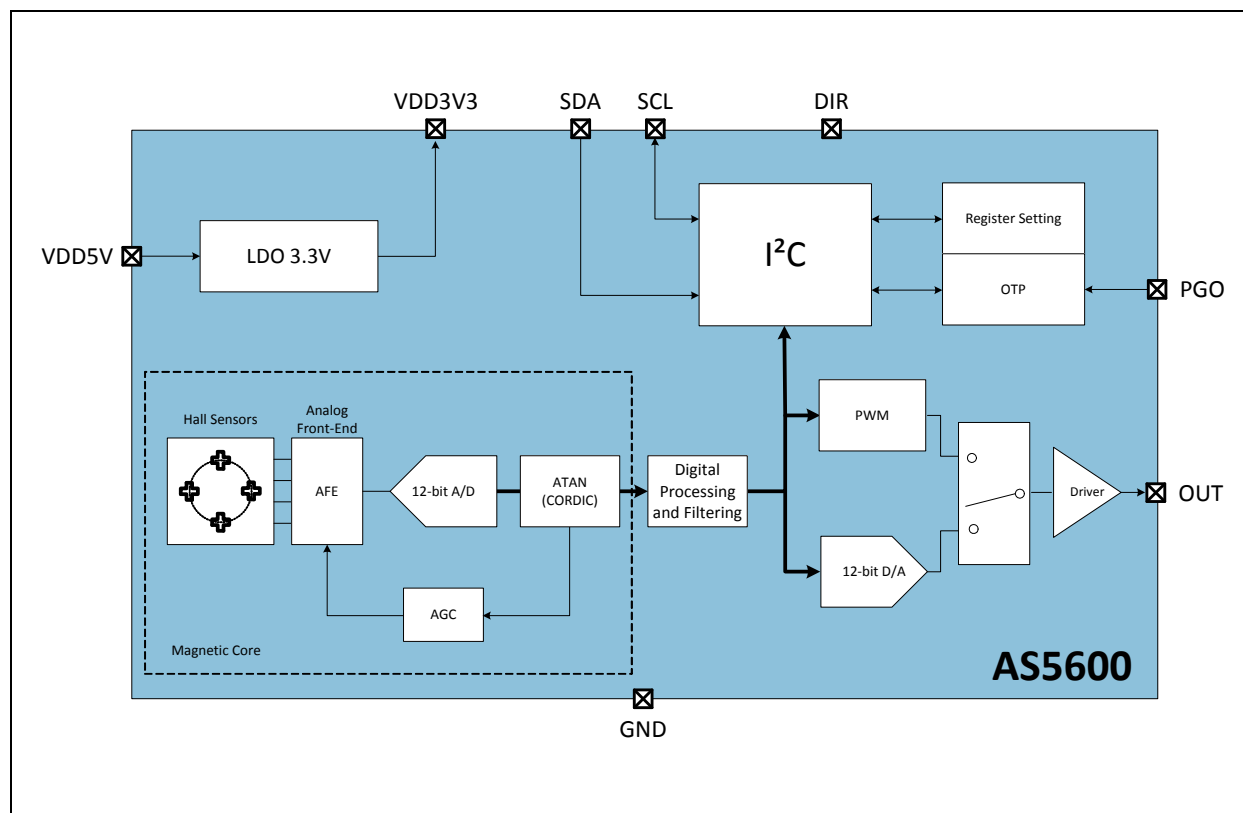 VDD3V3
SDA
SCL
DIR
VDD5V
LDO 3.3V
I²C
Register Setting
OTP
PGO
Hall Sensors
Analog
Front-End
AFE
12-bit A/D
ATAN
(CORDIC)
Digital
Processing
and Filtering
PWM
12-bit D/A
Driver
OUT
AGC
Magnetic Core
AS5600
GND